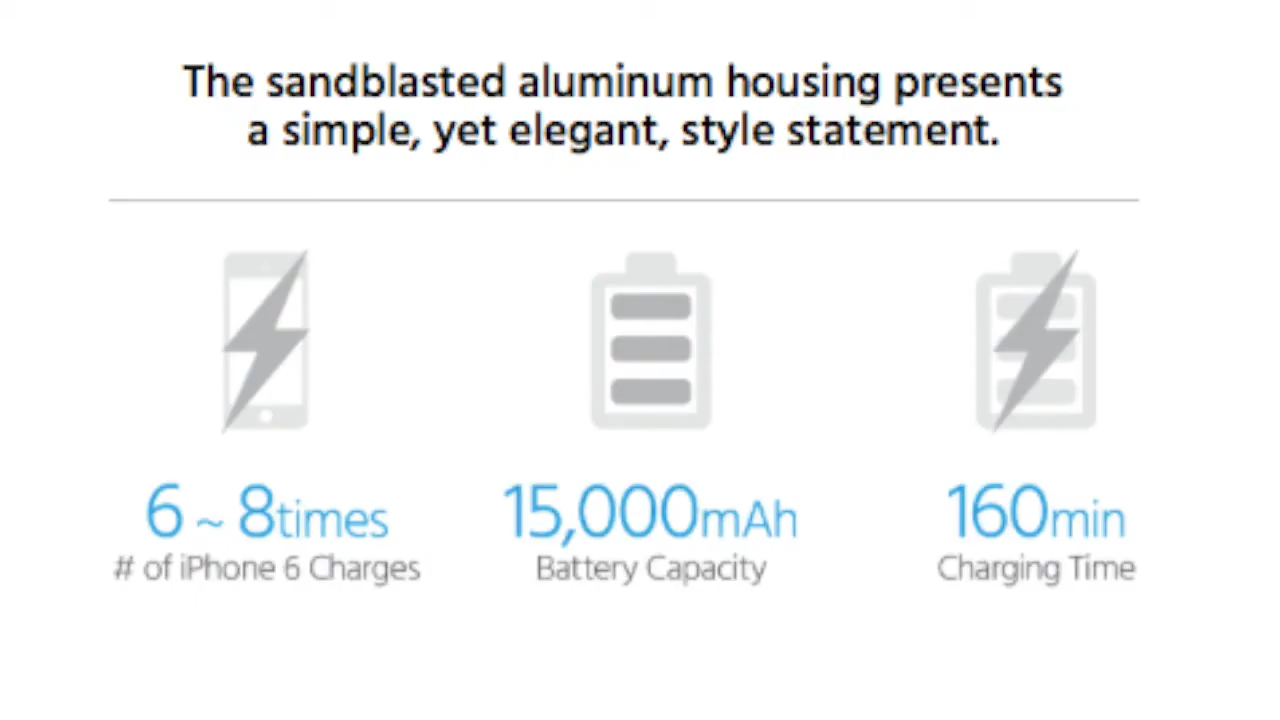 The sandblasted aluminum housing presents
a simple, yet elegant, style statement.
6 ~ 8times
# of iPhone 6 Charges
15,000mAh
Battery Capacity
160min
Charging Time